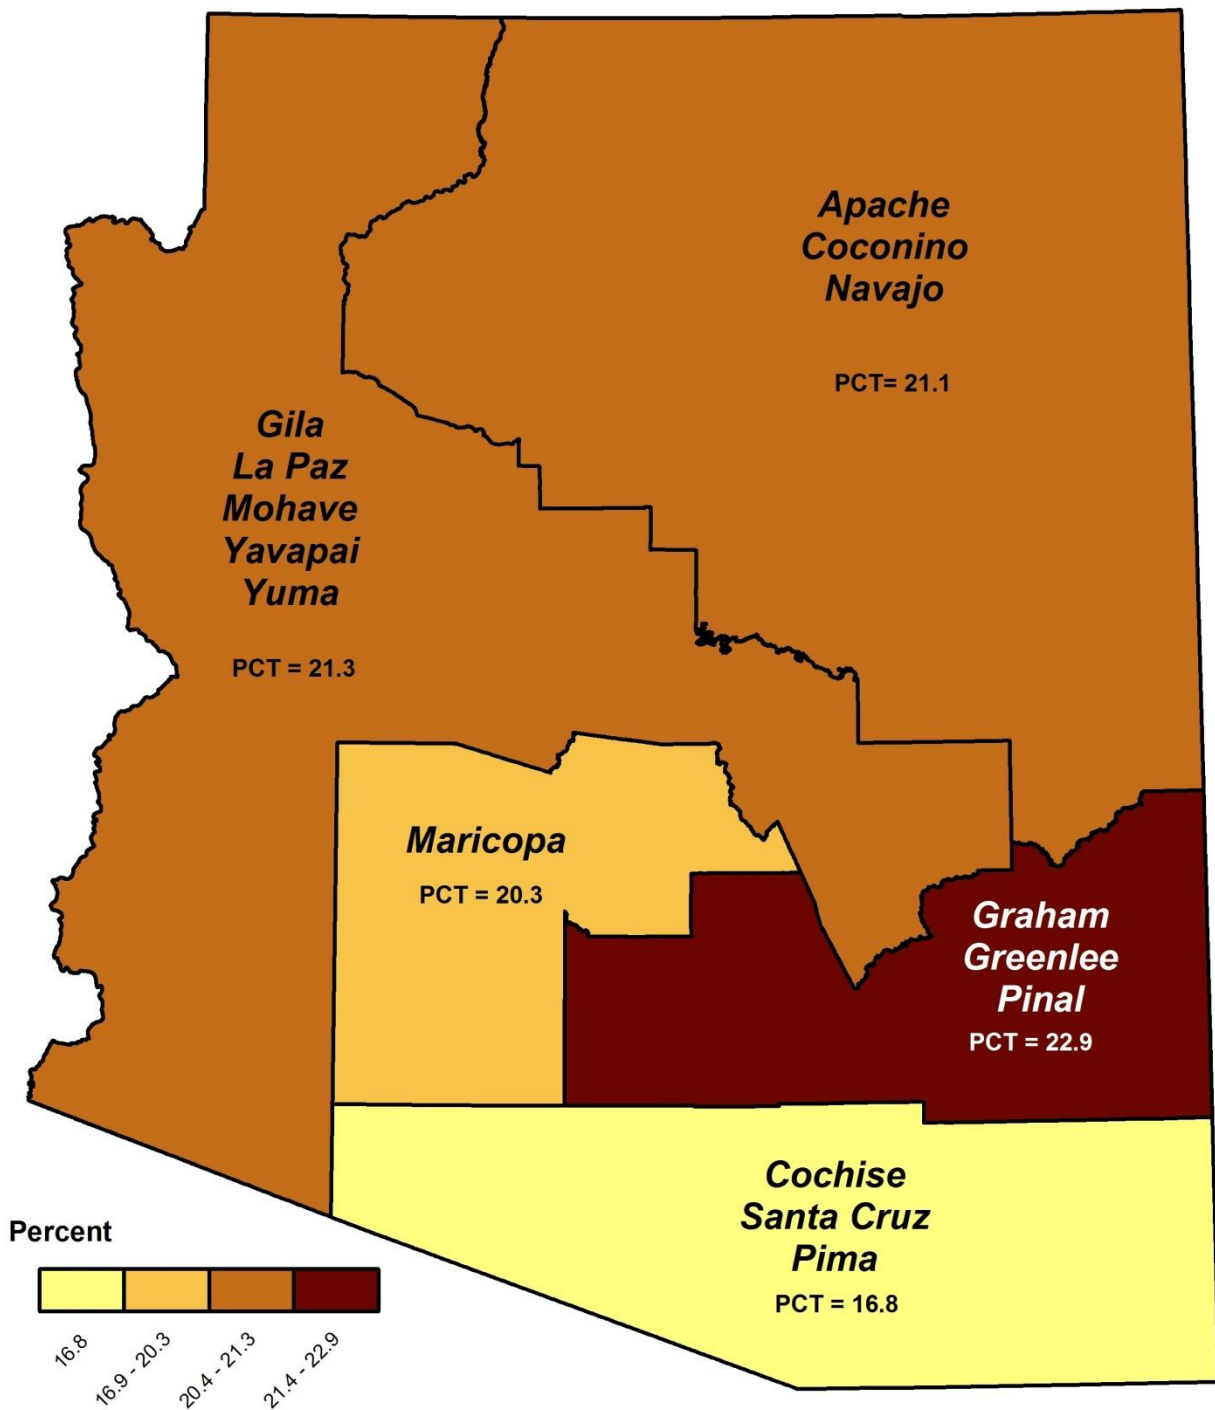 Apache
Coconino
Navajo
PCT= 21.1
Gila
La Paz
Mohave
Yavapai
Yuma
PCT = 21.3
Maricopa
PCT = 20.3
Graham
Greenlee
Pinal
PCT = 22.9
Cochise
Santa Cruz
Pima
PCT = 16.8
Percent
16.8
16.9 - 20.3
20.4 - 21.3
21.4 - 22.9